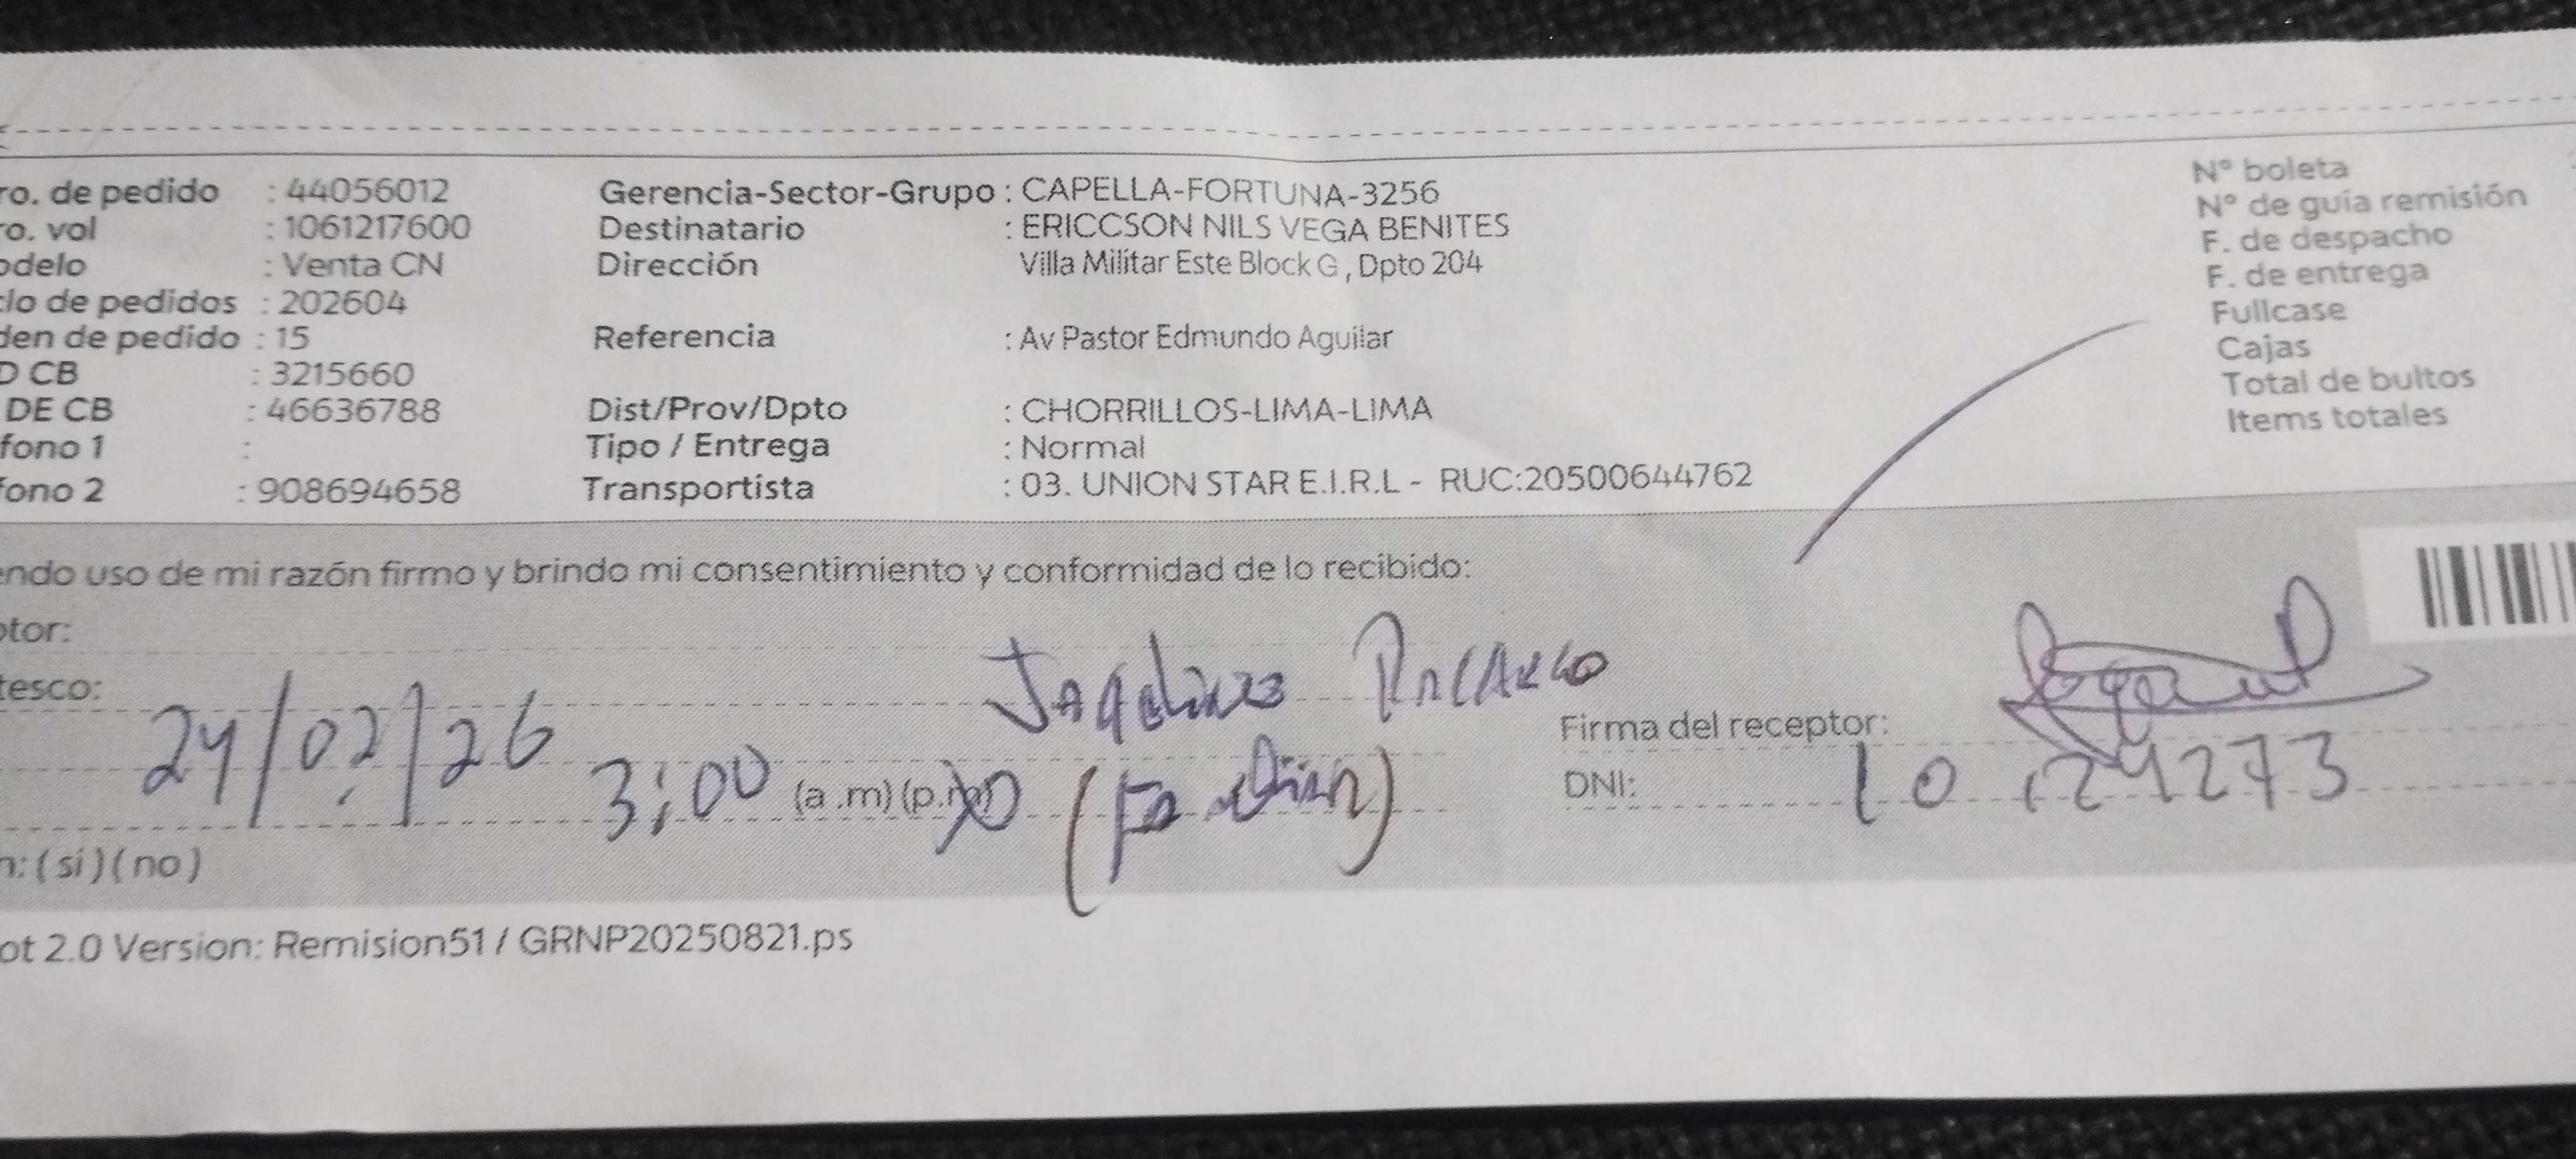 ro. de pedido : 44056012 Gerencia-Sector-Grupo : CAPELLA-FORTUNA-3256 N° boleta
ro. vol : 1061217600 Destinatario : ERICCSON NILS VEGA BENITES N° de guía remisión
odelo : Venta CN Dirección Villa Militar Este Block G , Dpto 204 F. de despacho
clo de pedidos : 202604 F. de entrega
den de pedido : 15 Referencia : Av Pastor Edmundo Aguilar Fullcase
D CB : 3215660 Cajas
DE CB : 46636788 Dist/Prov/Dpto : CHORRILLOS-LIMA-LIMA Total de bultos
fono 1 : Tipo / Entrega : Normal Items totales
fono 2 : 908694658 Transportista : 03. UNION STAR E.I.R.L - RUC:20500644762
endo uso de mi razón firmo y brindo mi consentimiento y conformidad de lo recibido:
ptor:
tesco:
24/02/26 3:00 (a .m) (p.m)
Firma del receptor:
DNI:
n: ( si ) ( no )
ot 2.0 Version: Remision51 / GRNP20250821.ps